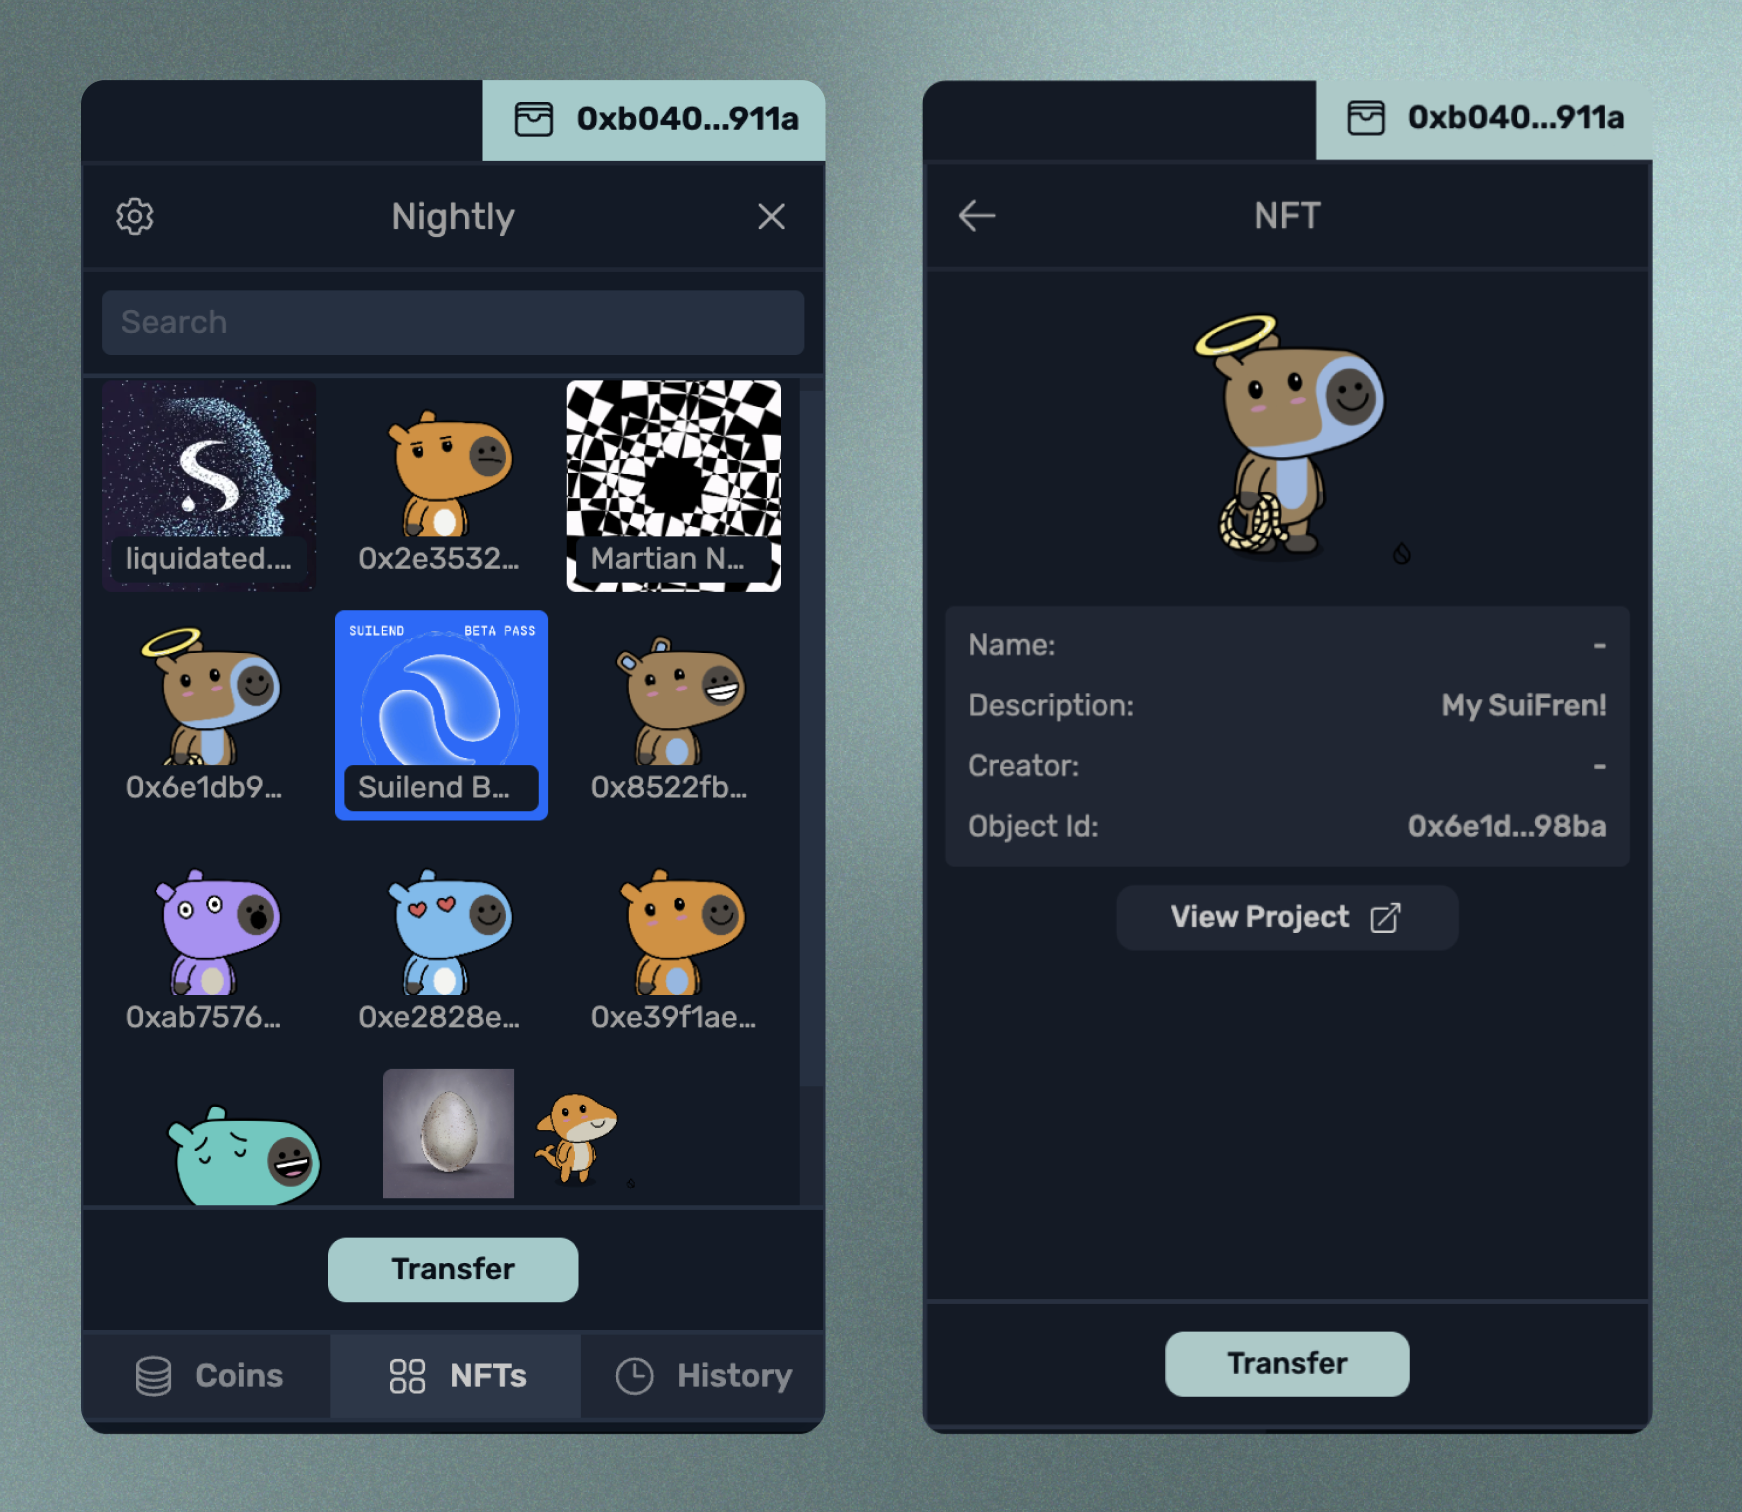 0xb040...911a
Nightly
Search
liquidated....
0x2e3532...
Martian N...
0x6e1db9...
SUILEND BETA PASS
Suilend B...
0x8522fb...
0xab7576...
0xe2828e...
0xe39f1ae...
Transfer
Coins
NFTs
History
0xb040...911a
NFT
Name: -
Description: My SuiFren!
Creator: -
Object Id: 0x6e1d...98ba
View Project
Transfer